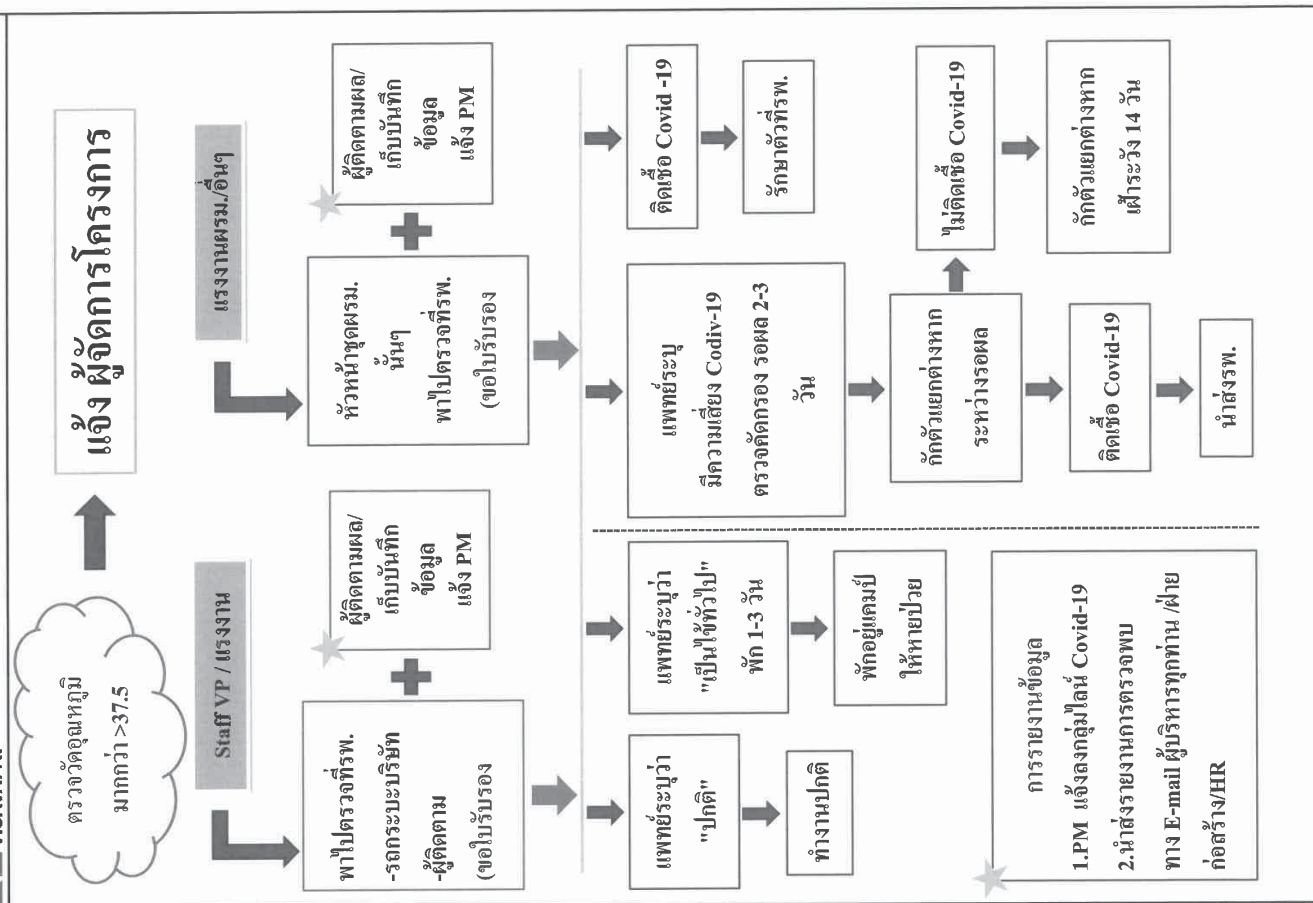 ตรวจวัดอุณหภูมิ
มากกว่า >37.5
แจ้ง ผู้จัดการโครงการ
Staff VP / แรงงาน
แรงงานผรม./อื่นๆ
พาไปตรวจที่รพ.
-รถกระบะบริษัท
-ผู้ติดตาม
(ขอใบรับรอง)
ผู้ติดตามผล/
เก็บบันทึก
ข้อมูล
แจ้ง PM
หัวหน้าชุดผรม.
นั้นๆ
พาไปตรวจที่รพ.
(ขอใบรับรอง)
ผู้ติดตามผล/
เก็บบันทึก
ข้อมูล
แจ้ง PM
แพทย์ระบุว่า
"ปกติ"
ทำงานปกติ
แพทย์ระบุว่า
"เป็นไข้ทั่วไป"
พัก 1-3 วัน
พักอยู่แคมป์
ให้หายป่วย
แพทย์ระบุ
มีความเสี่ยง Codiv-19
ตรวจคัดกรอง รอผล 2-3
วัน
ติดเชื้อ Covid -19
รักษาตัวที่รพ.
กักตัวแยกต่างหาก
ระหว่างรอผล
ไม่ติดเชื้อ Covid-19
กักตัวแยกต่างหาก
เฝ้าระวัง 14 วัน
ติดเชื้อ Covid-19
นำส่งรพ.
การรายงานข้อมูล
1.PM แจ้งลงกลุ่มไลน์ Covid-19
2.นำส่งรายงานการตรวจพบ
ทาง E-mail ผู้บริหารทุกท่าน /ฝ่าย
ก่อสร้าง/HR